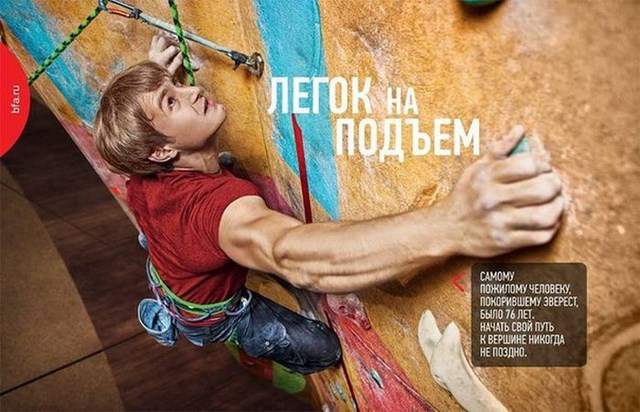 bfa.ru
ЛЕГОК НА
ПОДЪЕМ
САМОМУ
ПОЖИЛОМУ ЧЕЛОВЕКУ,
ПОКОРИВШЕМУ ЭВЕРЕСТ,
БЫЛО 76 ЛЕТ.
НАЧАТЬ СВОЙ ПУТЬ
К ВЕРШИНЕ НИКОГДА
НЕ ПОЗДНО.